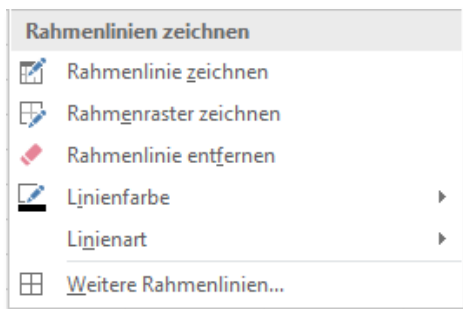 Rahmenlinien zeichnen
Rahmenlinie zeichnen
Rahmenraster zeichnen
Rahmenlinie entfernen
Linienfarbe
Linienart
Weitere Rahmenlinien...